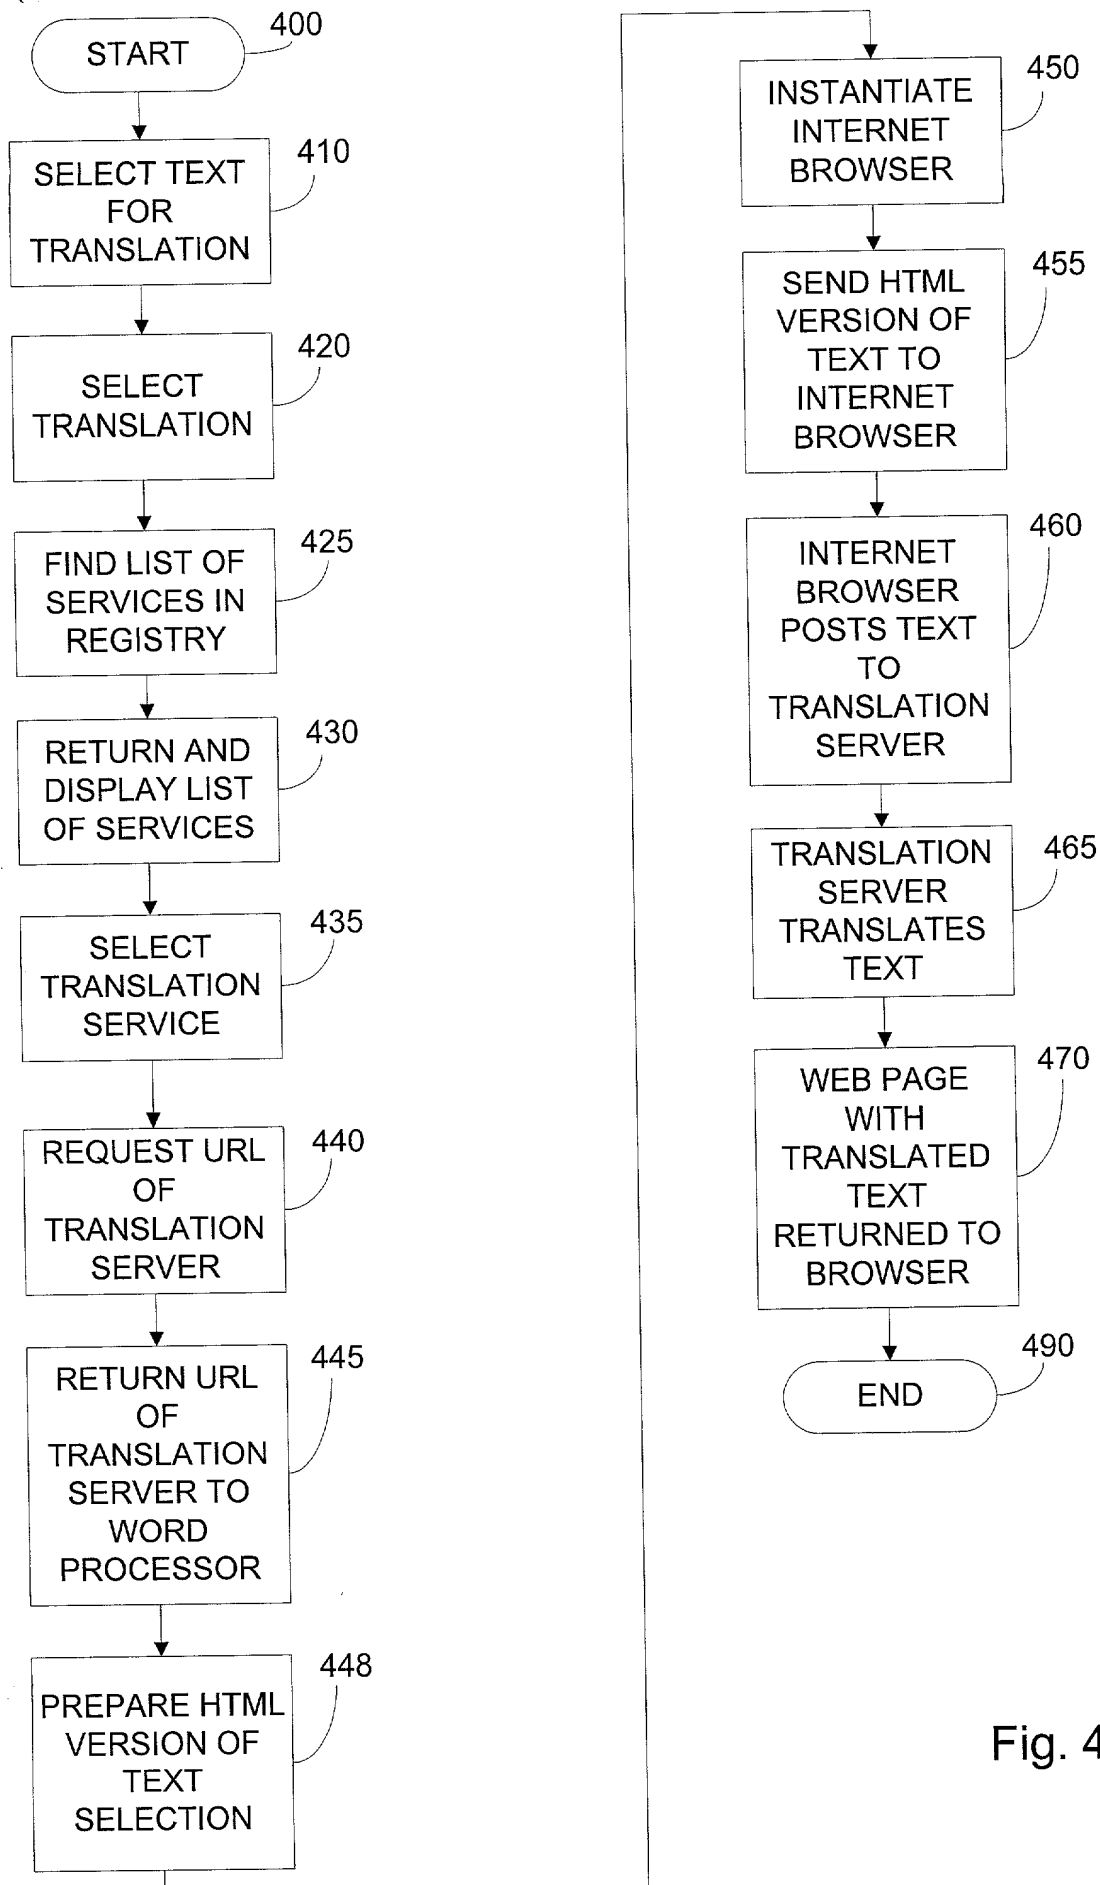 START
400
SELECT TEXT
FOR
TRANSLATION
410
SELECT
TRANSLATION
420
FIND LIST OF
SERVICES IN
REGISTRY
425
RETURN AND
DISPLAY LIST
OF SERVICES
430
SELECT
TRANSLATION
SERVICE
435
REQUEST URL
OF
TRANSLATION
SERVER
440
RETURN URL
OF
TRANSLATION
SERVER TO
WORD
PROCESSOR
445
PREPARE HTML
VERSION OF
TEXT
SELECTION
448
INSTANTIATE
INTERNET
BROWSER
450
SEND HTML
VERSION OF
TEXT TO
INTERNET
BROWSER
455
INTERNET
BROWSER
POSTS TEXT
TO
TRANSLATION
SERVER
460
TRANSLATION
SERVER
TRANSLATES
TEXT
465
WEB PAGE
WITH
TRANSLATED
TEXT
RETURNED TO
BROWSER
470
END
490
Fig. 4